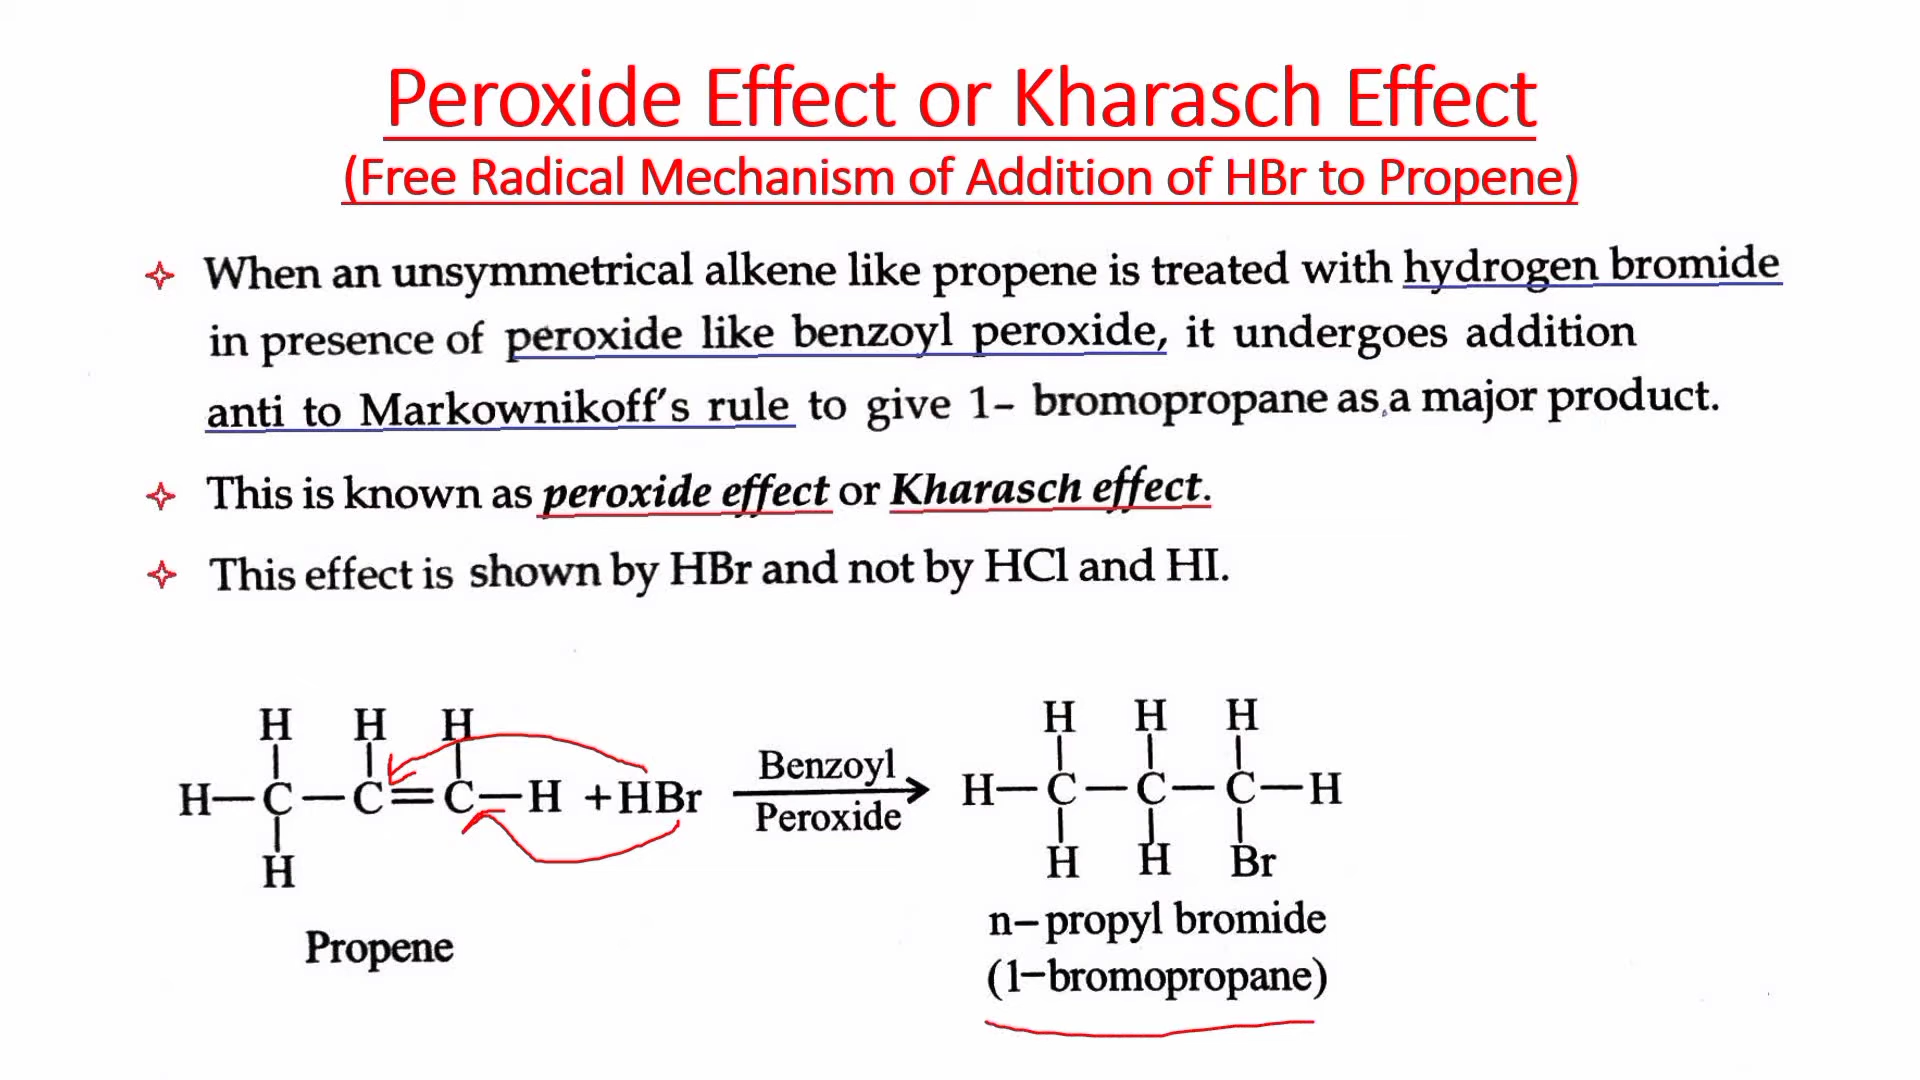 Peroxide Effect or Kharasch Effect
(Free Radical Mechanism of Addition of HBr to Propene)
When an unsymmetrical alkene like propene is treated with hydrogen bromide
in presence of peroxide like benzoyl peroxide, it undergoes addition
anti to Markownikoff's rule to give 1- bromopropane as a major product.
This is known as peroxide effect or Kharasch effect.
This effect is shown by HBr and not by HCl and HI.
H H H
H—C—C=C—H +HBr
H
Propene
Benzoyl
Peroxide
H H H
H—C—C—C—H
H H Br
n-propyl bromide
(1-bromopropane)